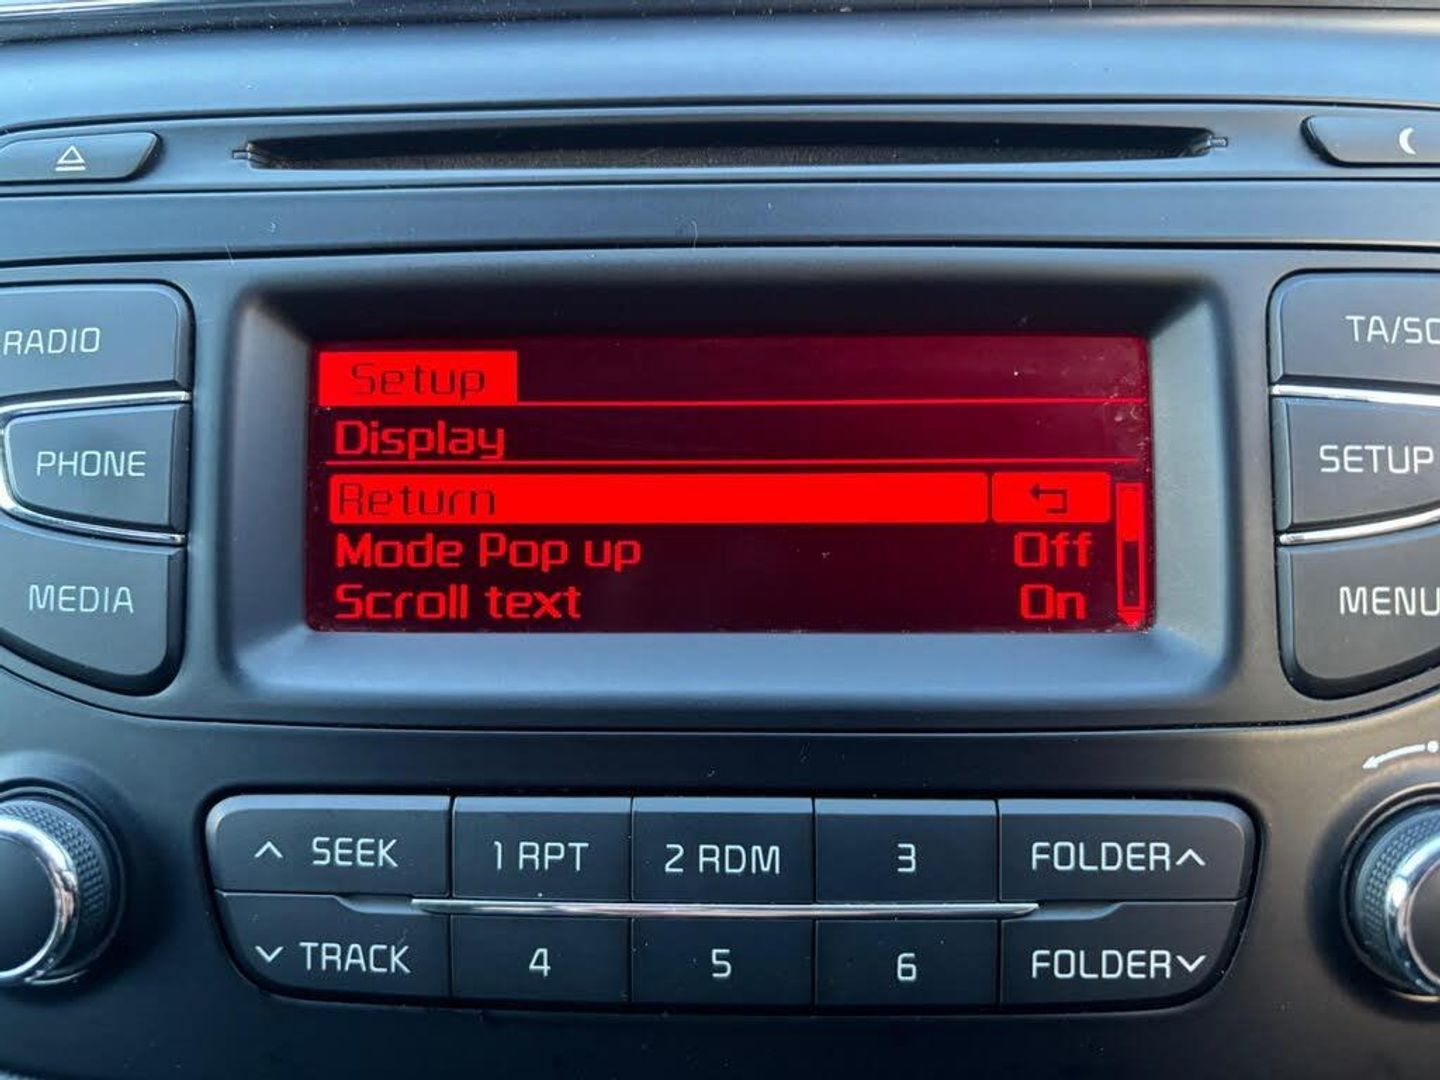 RADIO
PHONE
MEDIA
Setup
Display
Return
Mode Pop up Off
Scroll text On
SETUP
MENU
SEEK
1 RPT
2 RDM
3
FOLDER
TRACK
4
5
6
FOLDER